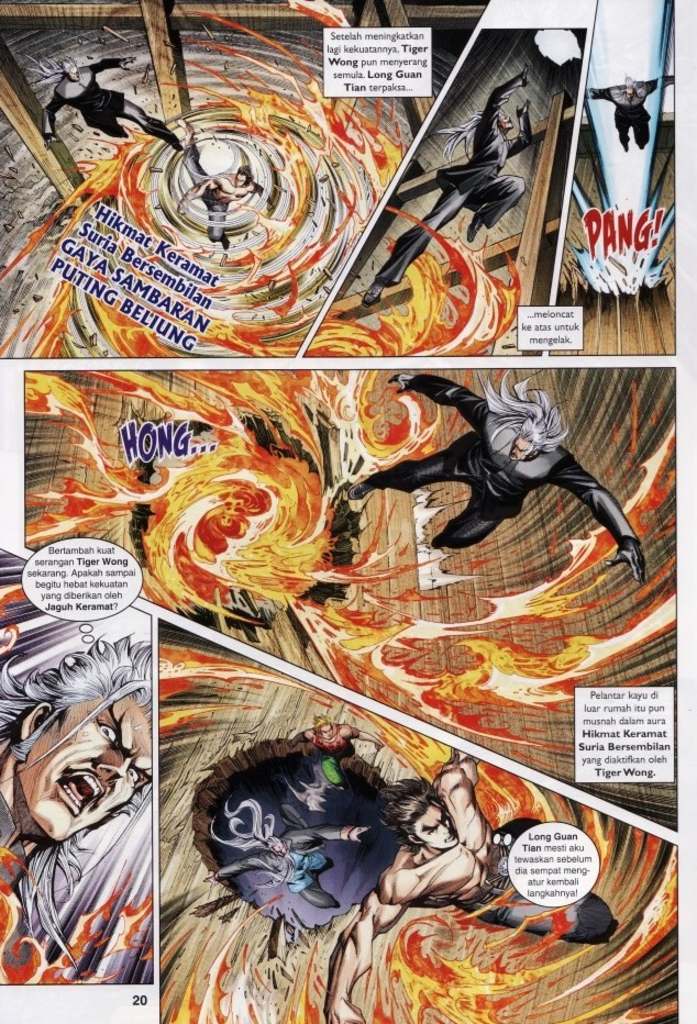 Setelah meningkatkan
lagi kekuatannya, Tiger
Wong pun menyerang
semula. Long Guan
Tian terpaksa...
Hikmat Keramat
Suria Bersembilan
GAYA SAMBARAN
PUTING BELIUNG
PANG!
...meloncat
ke atas untuk
mengelak.
HONG...
Bertambah kuat
serangan Tiger Wong
sekarang. Apakah sampai
begitu hebat kekuatan
yang diberikan oleh
Jaguh Keramat?
Pelantar kayu di
luar rumah itu pun
musnah dalam aura
Hikmat Keramat
Suria Bersembilan
yang diaktifkan oleh
Tiger Wong.
Long Guan
Tian mesti aku
tewaskan sebelum
dia sempat meng-
atur kembali
langkahnya!
20